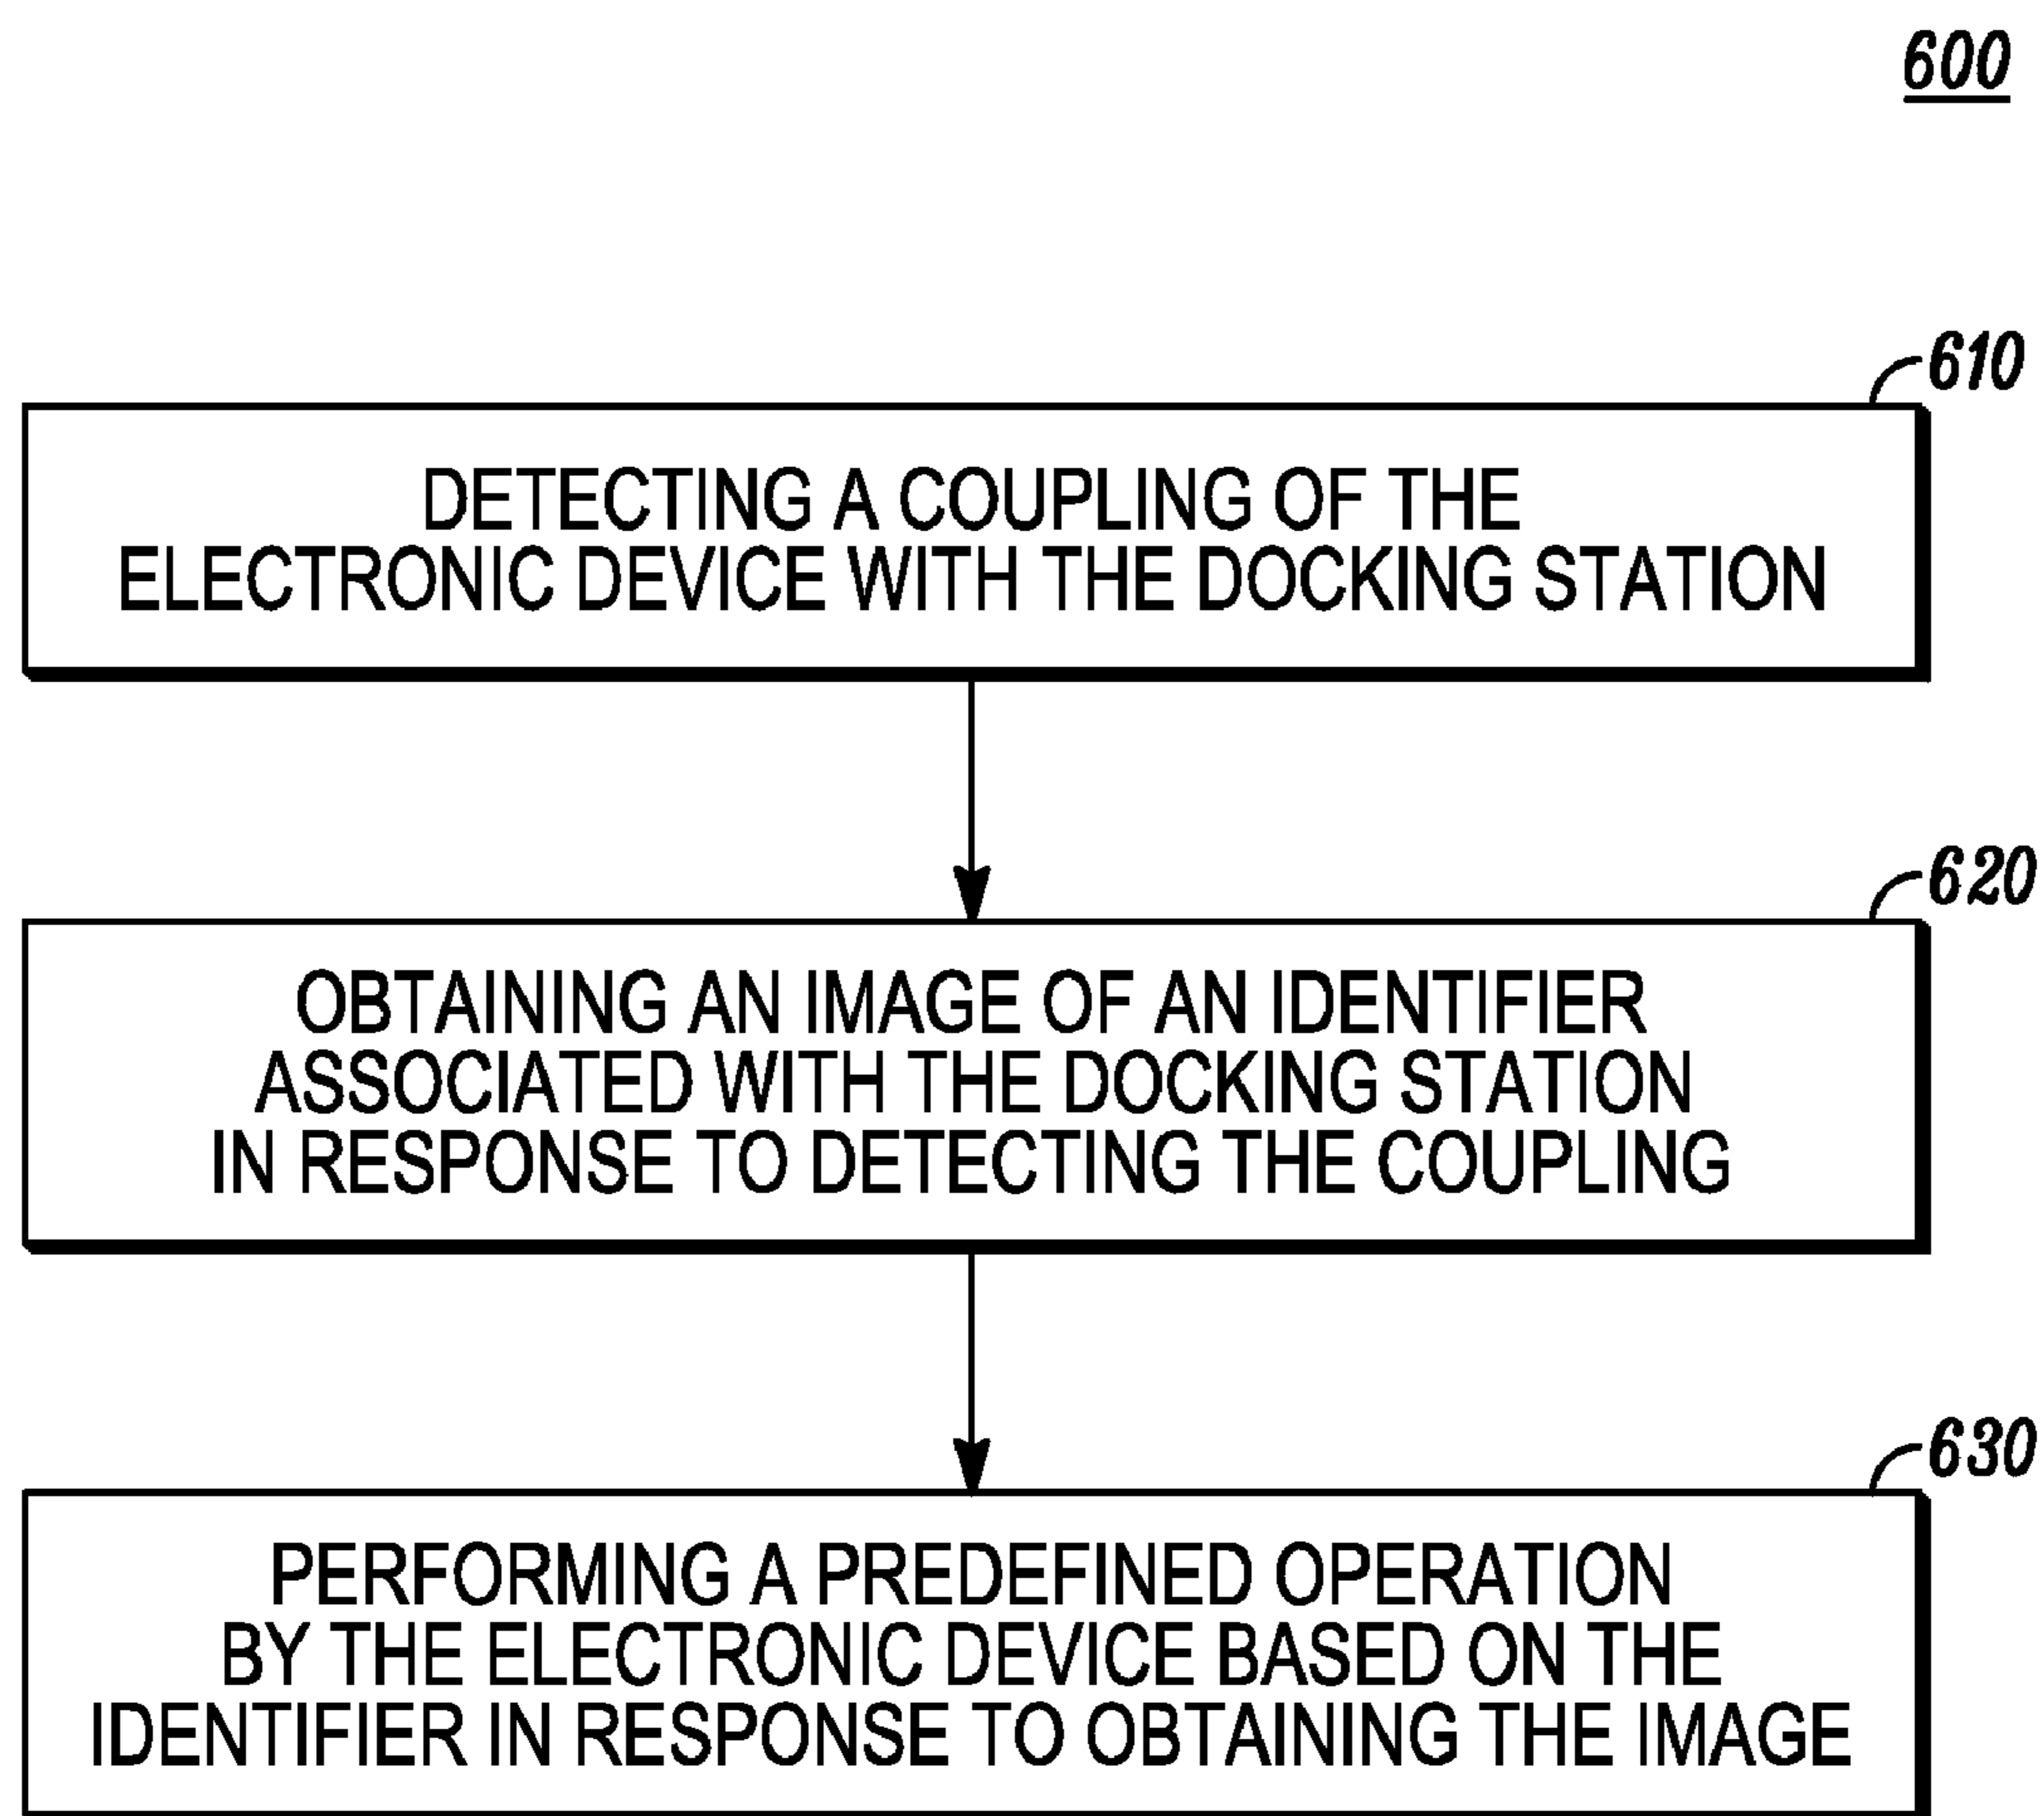 600
610
DETECTING A COUPLING OF THE
ELECTRONIC DEVICE WITH THE DOCKING STATION
620
OBTAINING AN IMAGE OF AN IDENTIFIER
ASSOCIATED WITH THE DOCKING STATION
IN RESPONSE TO DETECTING THE COUPLING
630
PERFORMING A PREDEFINED OPERATION
BY THE ELECTRONIC DEVICE BASED ON THE
IDENTIFIER IN RESPONSE TO OBTAINING THE IMAGE